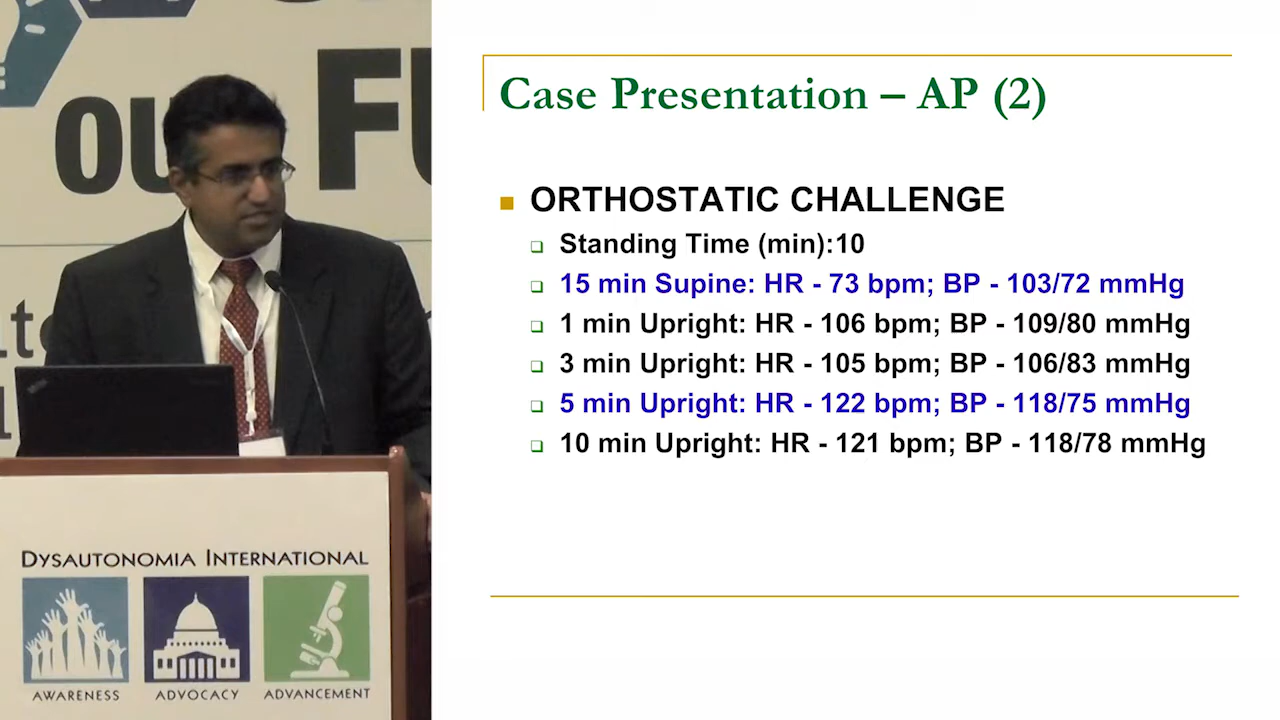 OU
FU
Case Presentation – AP (2)
ORTHOSTATIC CHALLENGE
Standing Time (min):10
15 min Supine: HR - 73 bpm; BP - 103/72 mmHg
1 min Upright: HR - 106 bpm; BP - 109/80 mmHg
3 min Upright: HR - 105 bpm; BP - 106/83 mmHg
5 min Upright: HR - 122 bpm; BP - 118/75 mmHg
10 min Upright: HR - 121 bpm; BP - 118/78 mmHg
DYSAUTONOMIA INTERNATIONAL
AWARENESS ADVOCACY ADVANCEMENT